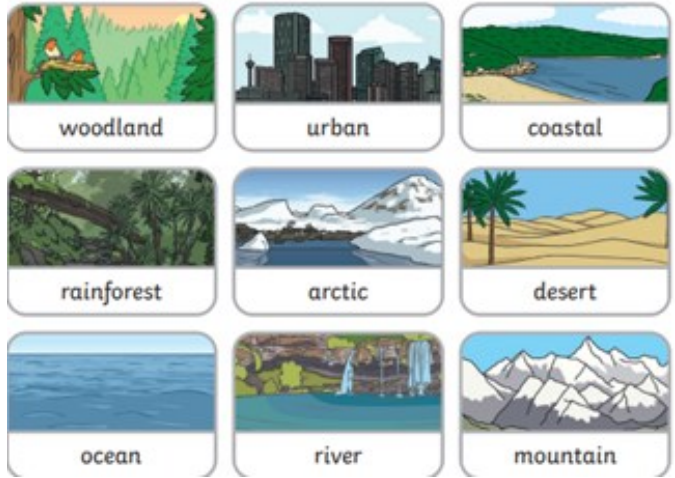 woodland
urban
coastal
rainforest
arctic
desert
ocean
river
mountain